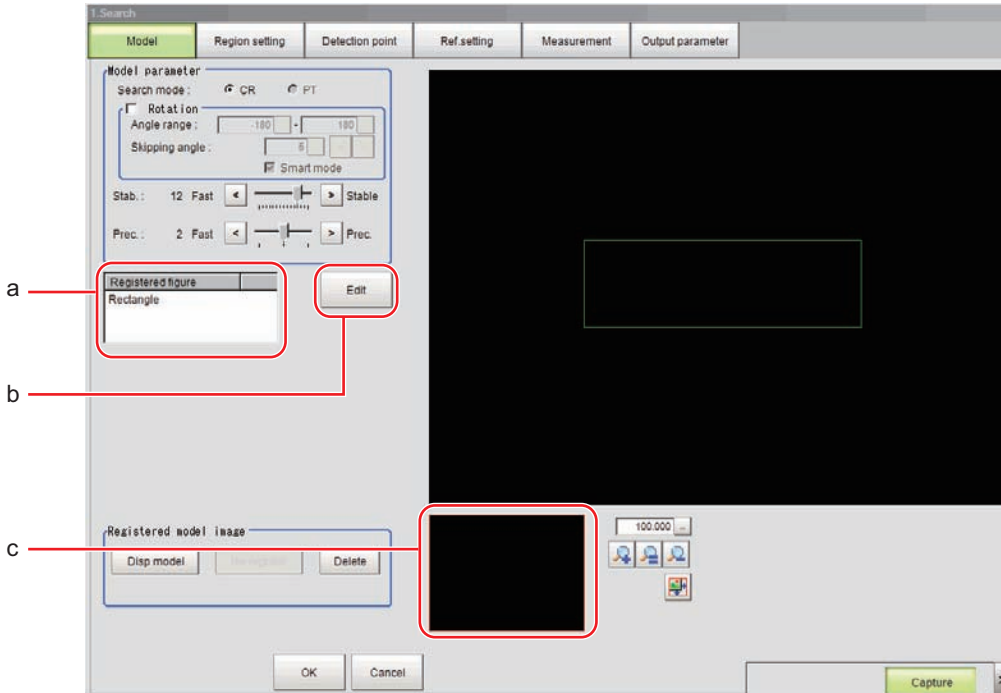 1.Search
Model Region setting Detection point Ref.setting Measurement Output parameter
Model parameter
Search mode : CR PT
Rotation
Angle range : -180 - 180
Skipping angle : 5
Smart mode
Stab. : 12 Fast < > Stable
Prec. : 2 Fast < > Prec.
a
Registered figure
Rectangle
Edit
b
Registered model image
c
100.000 ..
Disp model Delete
OK Cancel
Capture